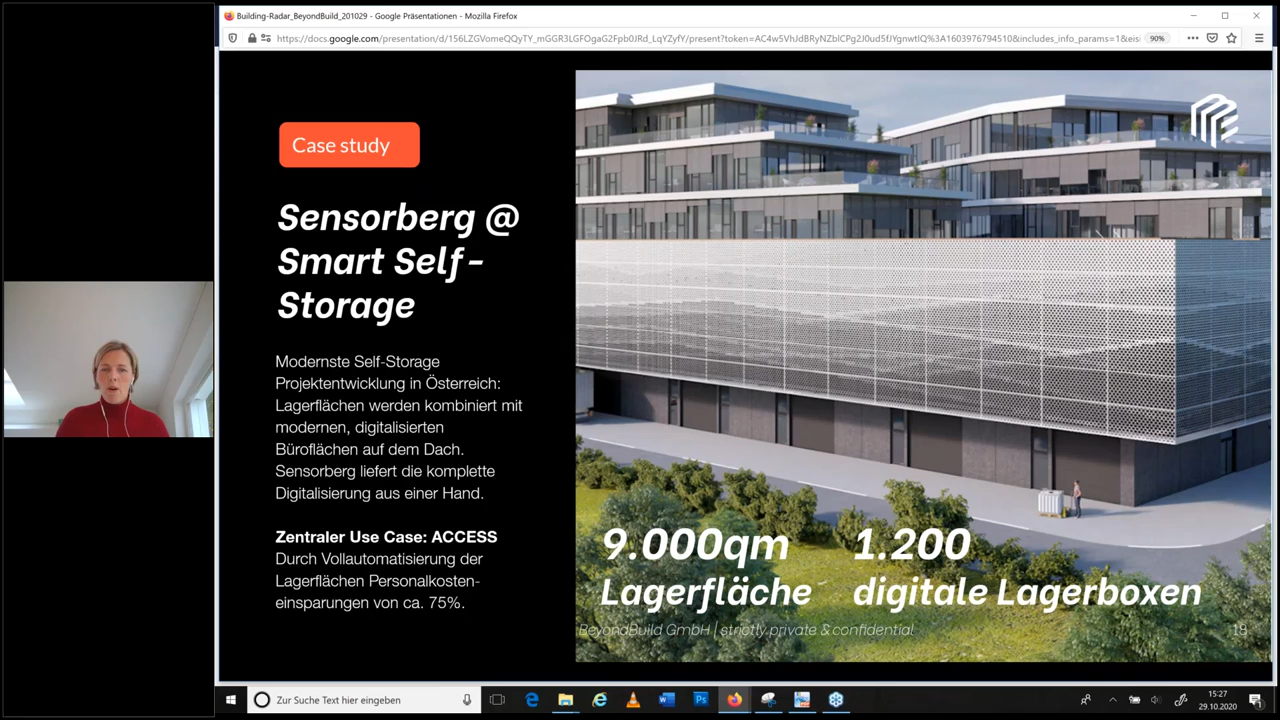 Building-Radar_BeyondBuild_201029 - Google Präsentationen - Mozilla Firefox
90%
Case study
Sensorberg @
Smart Self-
Storage
Modernste Self-Storage
Projektentwicklung in Österreich:
Lagerflächen werden kombiniert mit
modernen, digitalisierten
Büroflächen auf dem Dach.
Sensorberg liefert die komplette
Digitalisierung aus einer Hand.
Zentraler Use Case: ACCESS
Durch Vollautomatisierung der
Lagerflächen Personalkosten-
einsparungen von ca. 75%.
9.000qm
Lagerfläche
1.200
digitale Lagerboxen
BeyondBuild GmbH | strictly private & confidential
Zur Suche Text hier eingeben
15:27
29.10.2020